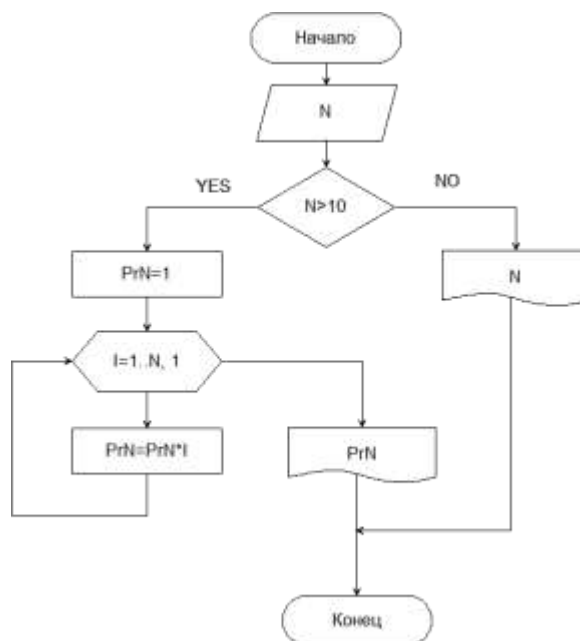 Начало
N
YES
NO
N>10
PrN=1
N
I=1..N, 1
PrN=PrN*I
PrN
Конец